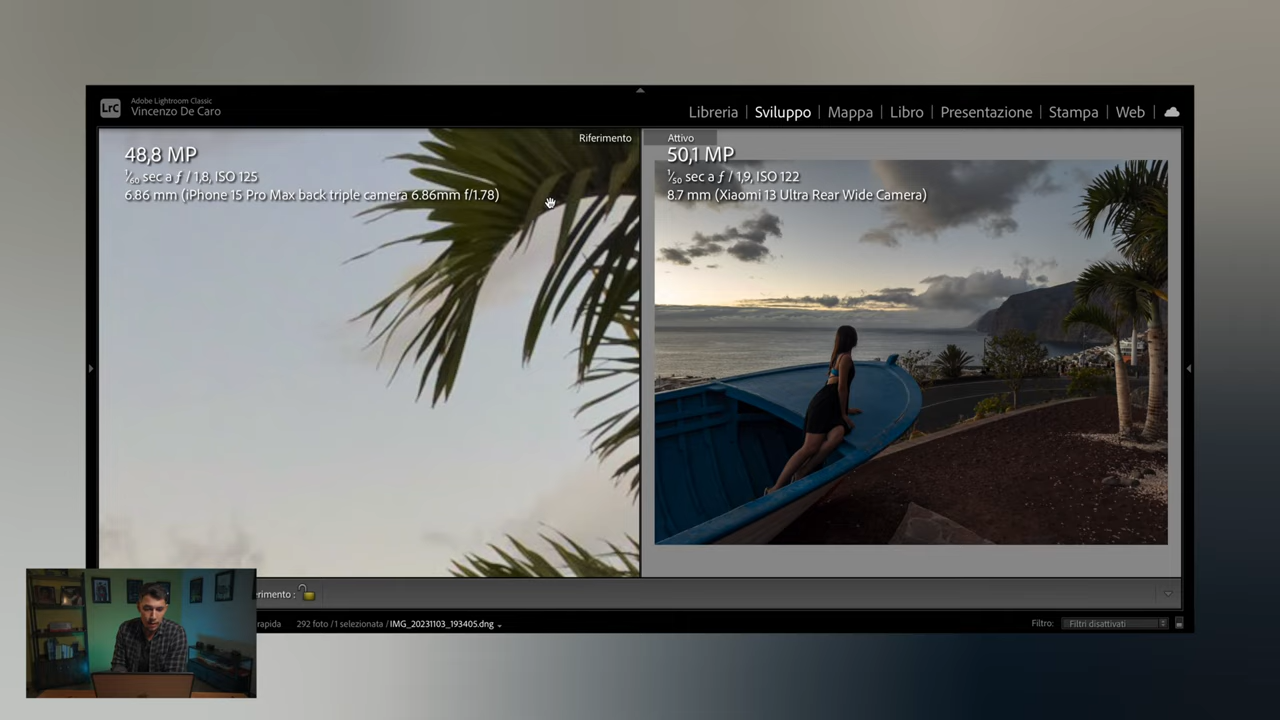 LrC
Adobe Lightroom Classic
Vincenzo De Caro
Libreria | Sviluppo | Mappa | Libro | Presentazione | Stampa | Web
Riferimento
48,8 MP
1/50 sec a ƒ / 1,8, ISO 125
6.86 mm (iPhone 15 Pro Max back triple camera 6.86mm f/1.78)
Attivo
50,1 MP
1/50 sec a ƒ / 1,9, ISO 122
8.7 mm (Xiaomi 13 Ultra Rear Wide Camera)
erimento :
rapida 292 foto / 1 selezionata / IMG_20231103_193405.dng
Filtro: Filtri disattivati